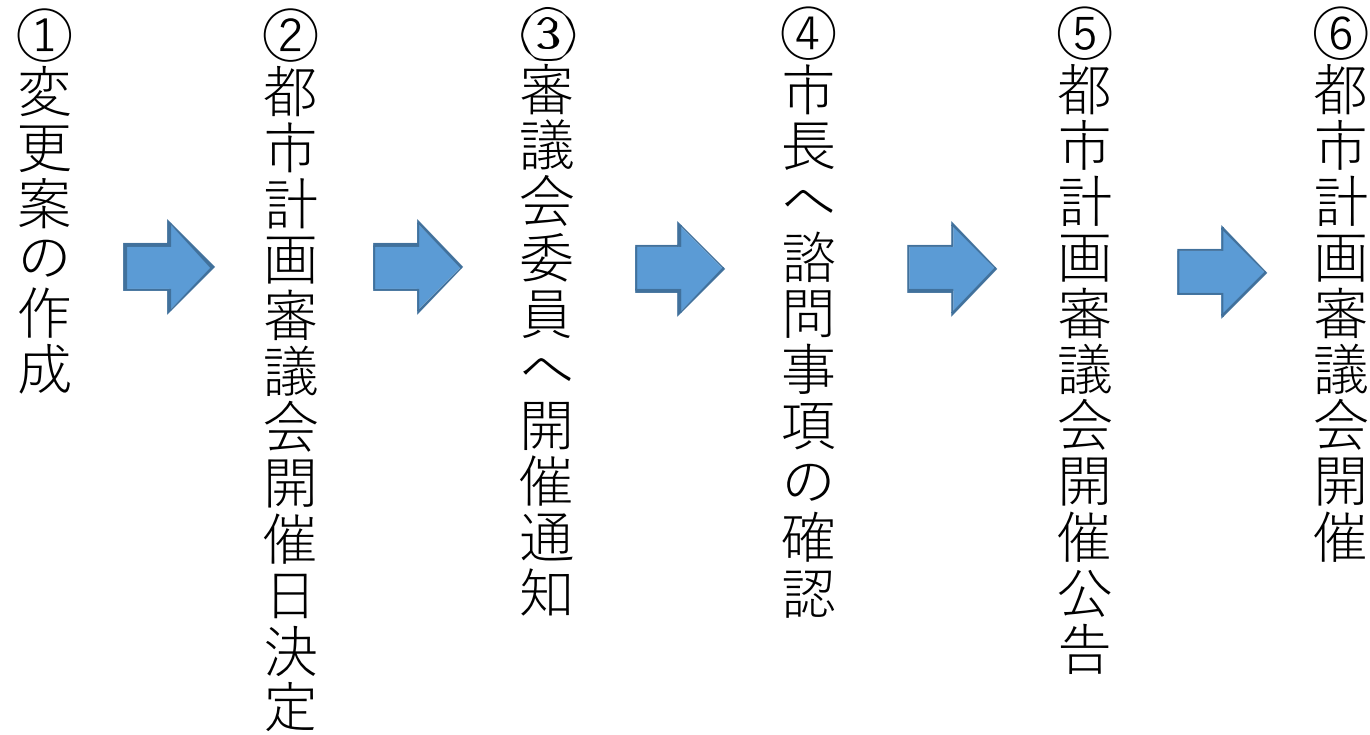 ①変更案の作成
②都市計画審議会開催日決定
③審議会委員へ開催通知
④市長へ諮問事項の確認
⑤都市計画審議会開催公告
⑥都市計画審議会開催